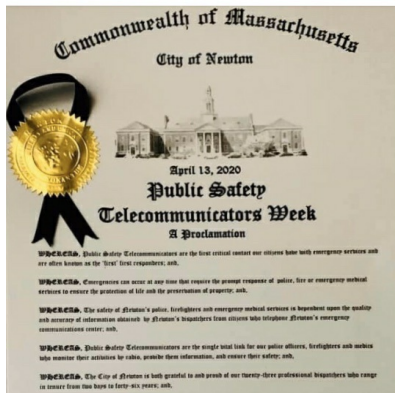 Commonwealth of Massachusetts
City of Newton
April 13, 2020
Public Safety
Telecommunicators Week
A Proclamation
WHEREAS, Public Safety Telecommunicators are the first critical contact our citizens have with emergency services and
are often known as the 'first' first responders; and,
WHEREAS, Emergencies can occur at any time that require the prompt response of police, fire or emergency medical
services to ensure the protection of life and the preservation of property; and,
WHEREAS, The safety of Newton's police, firefighters and emergency medical services is dependent upon the quality
and accuracy of information obtained by Newton's dispatchers from citizens who telephone Newton's emergency
communications center; and,
WHEREAS, Public Safety Telecommunicators are the single vital link for our police officers, firefighters and medics
who monitor their activities by radio, provide them information, and ensure their safety; and,
WHEREAS, The City of Newton is both grateful to and proud of our twenty-three professional dispatchers who range
in tenure from two days to forty-six years; and,